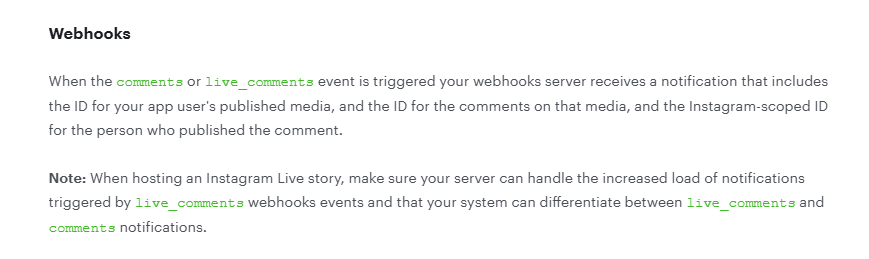 Webhooks
When the comments or live_comments event is triggered your webhooks server receives a notification that includes
the ID for your app user's published media, and the ID for the comments on that media, and the Instagram-scoped ID
for the person who published the comment.
Note: When hosting an Instagram Live story, make sure your server can handle the increased load of notifications
triggered by live_comments webhooks events and that your system can differentiate between live_comments and
comments notifications.